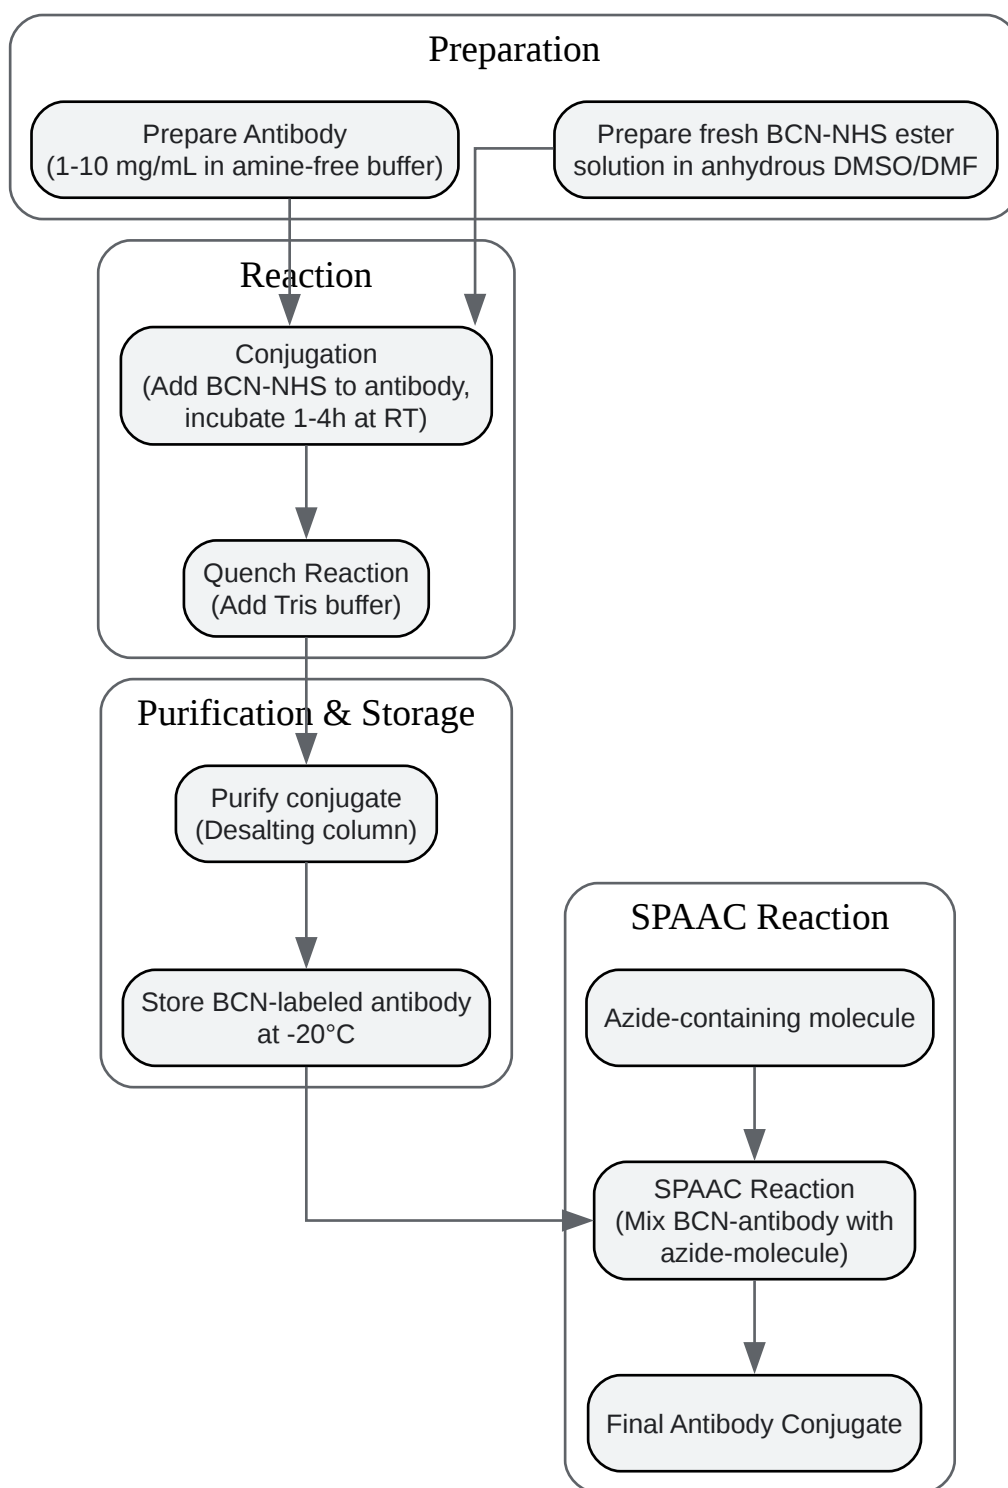 Preparation
Prepare Antibody
(1-10 mg/mL in amine-free buffer)
Prepare fresh BCN-NHS ester
solution in anhydrous DMSO/DMF
Reaction
Conjugation
(Add BCN-NHS to antibody,
incubate 1-4h at RT)
Quench Reaction
(Add Tris buffer)
Purification & Storage
Purify conjugate
(Desalting column)
Store BCN-labeled antibody
at -20°C
SPAAC Reaction
Azide-containing molecule
SPAAC Reaction
(Mix BCN-antibody with
azide-molecule)
Final Antibody Conjugate